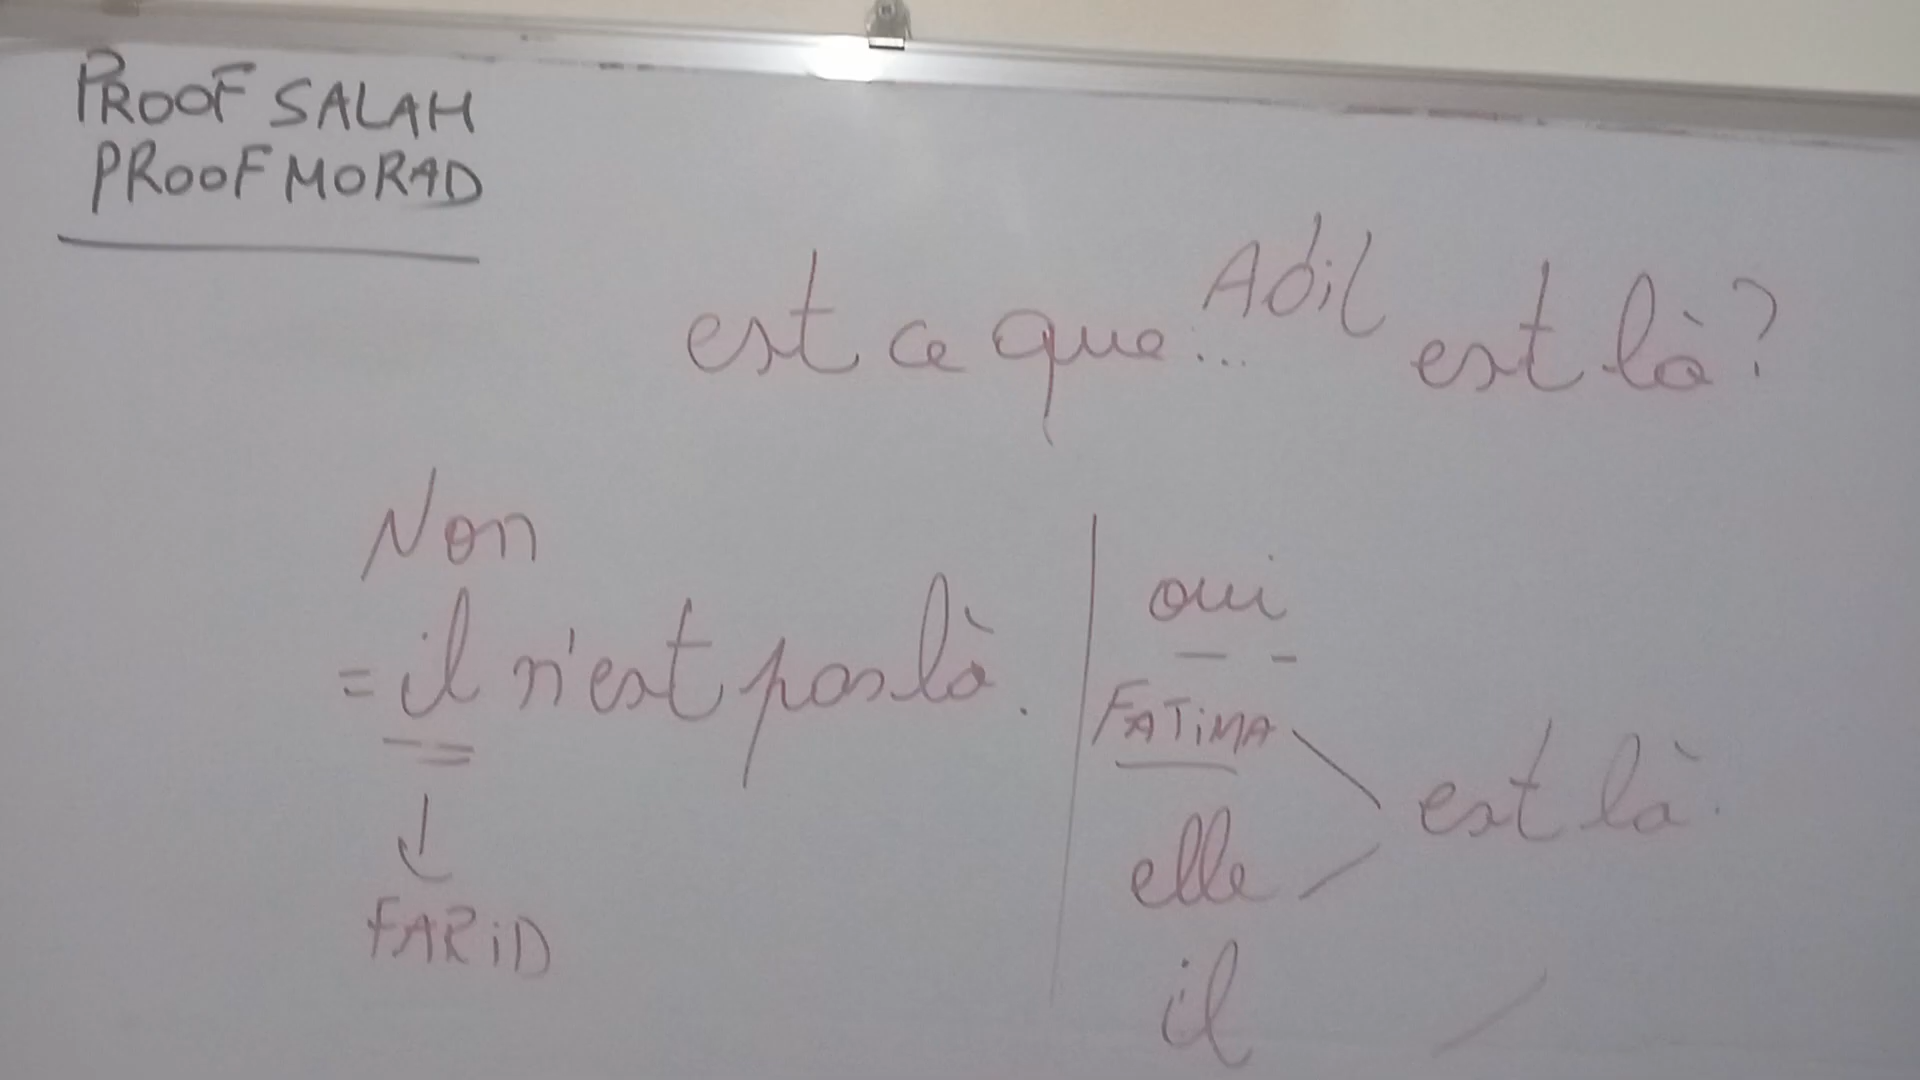 PROOF SALAH
PROOF MORAD
est ce que... Adil est là?
Non
= il n'est pas là.
↓
FARiD
oui
FATiMA
elle
est là.
il